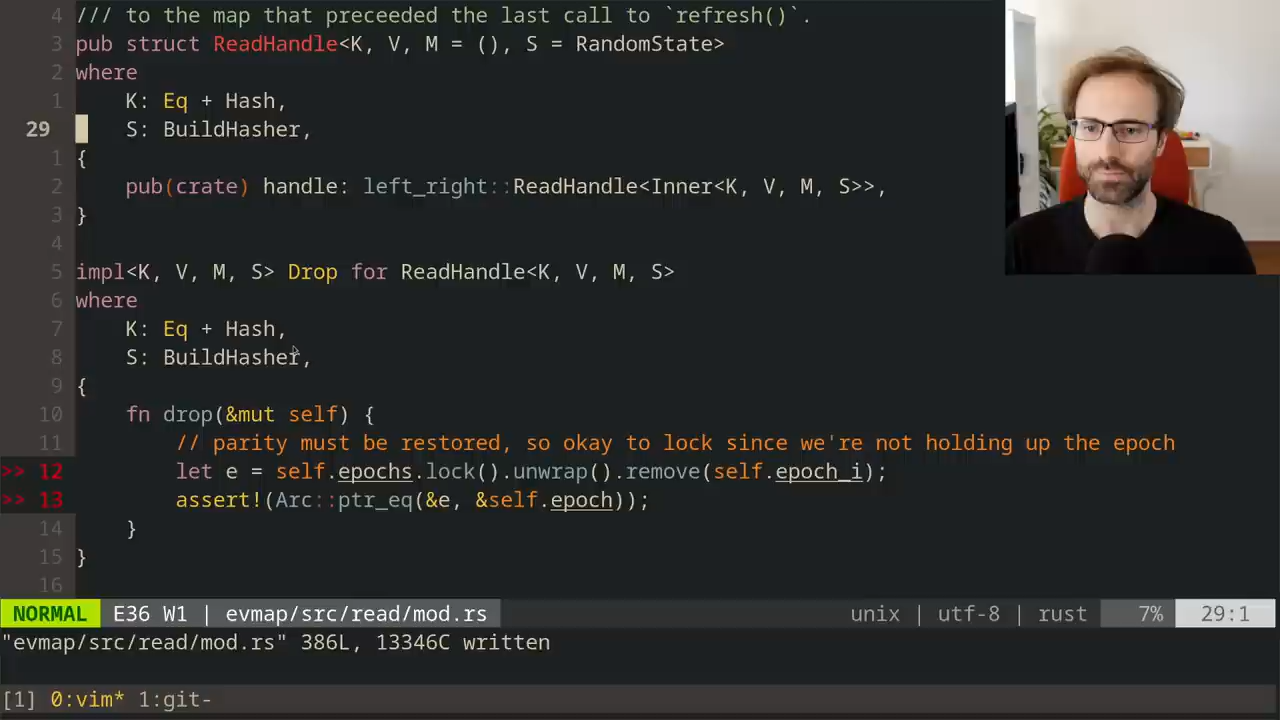 4 /// to the map that preceeded the last call to `refresh()`.
3 pub struct ReadHandle<K, V, M = (), S = RandomState>
2 where
1     K: Eq + Hash,
29     S: BuildHasher,
1 {
2     pub(crate) handle: left_right::ReadHandle<Inner<K, V, M, S>>,
3 }
4
5 impl<K, V, M, S> Drop for ReadHandle<K, V, M, S>
6 where
7     K: Eq + Hash,
8     S: BuildHasher,
9 {
10     fn drop(&mut self) {
11         // parity must be restored, so okay to lock since we're not holding up the epoch
>> 12         let e = self.epochs.lock().unwrap().remove(self.epoch_i);
>> 13         assert!(Arc::ptr_eq(&e, &self.epoch));
14     }
15 }
16
NORMAL E36 W1 | evmap/src/read/mod.rs unix | utf-8 | rust 7% 29:1
"evmap/src/read/mod.rs" 386L, 13346C written
[1] 0:vim* 1:git-